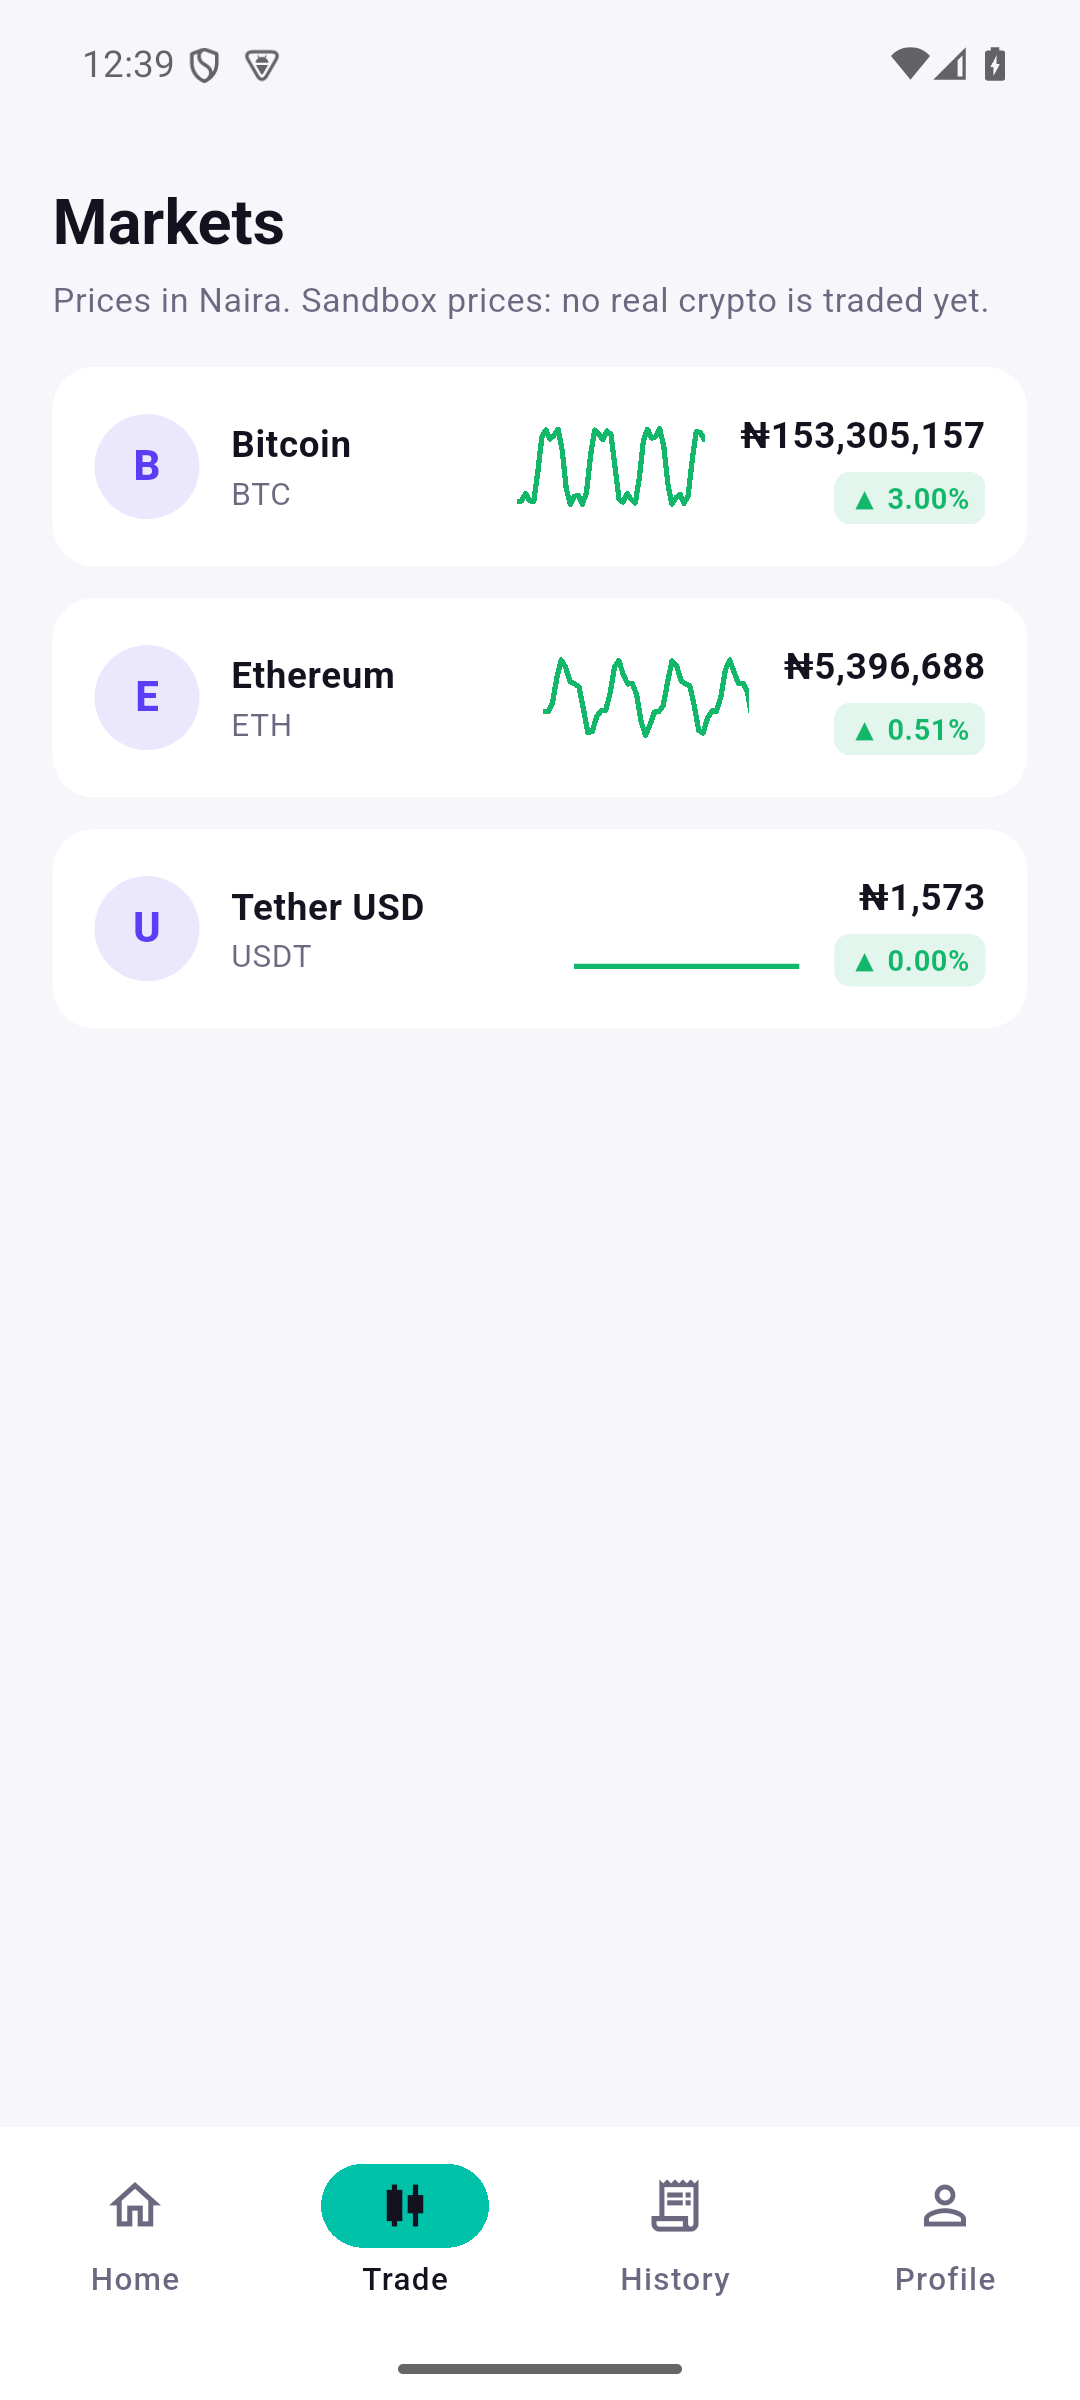 12:39
Markets
Prices in Naira. Sandbox prices: no real crypto is traded yet.
B
Bitcoin
BTC
₦153,305,157
▲ 3.00%
E
Ethereum
ETH
₦5,396,688
▲ 0.51%
U
Tether USD
USDT
₦1,573
▲ 0.00%
Home
Trade
History
Profile